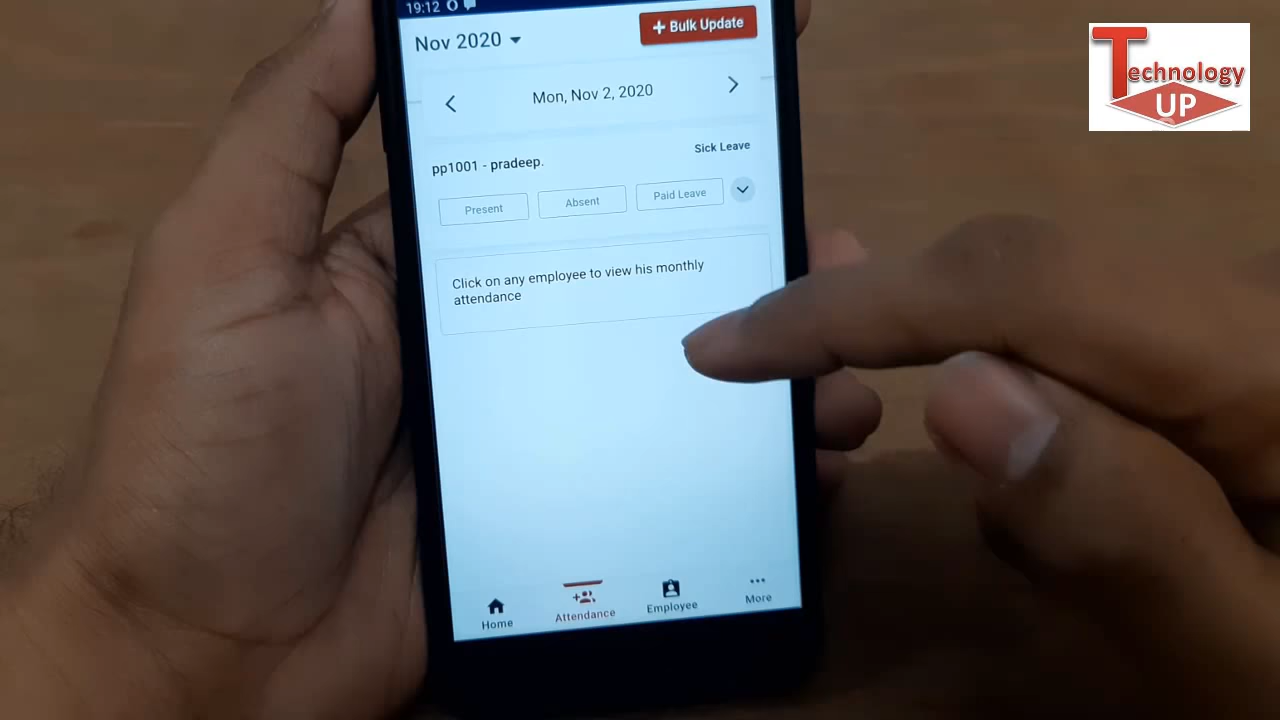 19:12
Nov 2020
+ Bulk Update
Mon, Nov 2, 2020
pp1001 - pradeep.
Sick Leave
Present
Absent
Paid Leave
Click on any employee to view his monthly
attendance
Home
Attendance
Employee
More
Technology
UP